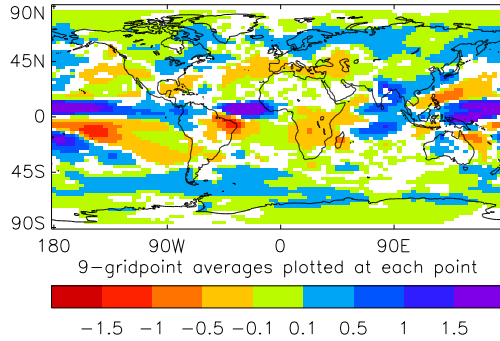 90N
45N
0
45S
90S
180 90W 0 90E
9-gridpoint averages plotted at each point
-1.5 -1 -0.5 -0.1 0.1 0.5 1 1.5